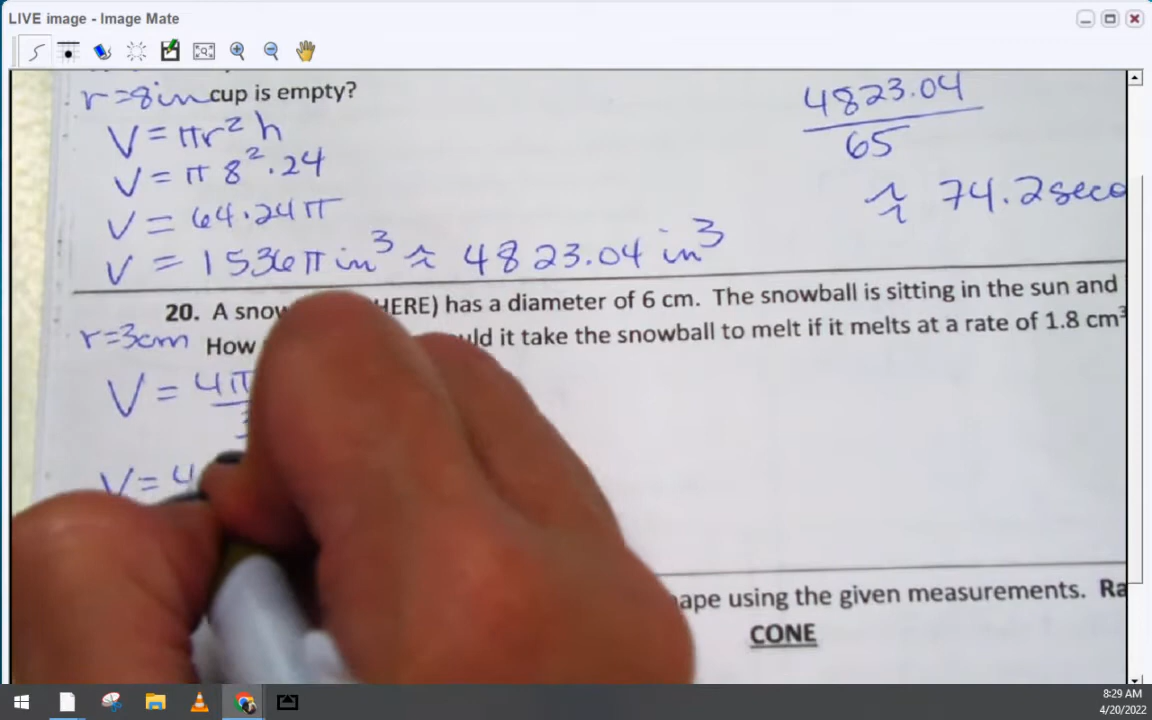 LIVE image - Image Mate
r=8in cup is empty?
V=πr²h
V=π8².24
V=64.24π
V=1536π in³ ≈ 4823.04 in³
4823.04
65
≈ 74.2seco
20. A snow HERE) has a diameter of 6 cm. The snowball is sitting in the sun and
r=3cm How uld it take the snowball to melt if it melts at a rate of 1.8 cm³
V=4π
V=4
ape using the given measurements. Ra
CONE
8:29 AM
4/20/2022